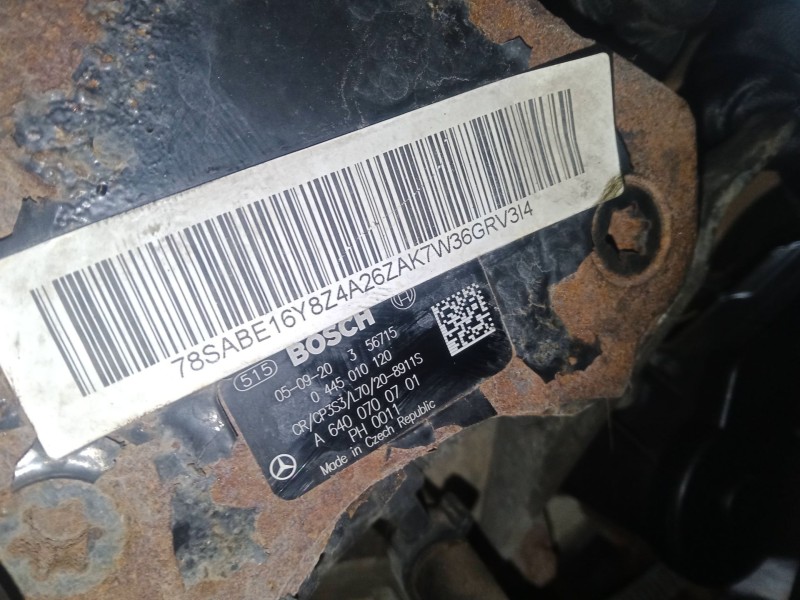 78SABE16Y8Z4A26ZAK7W36GRV3I4
515 BOSCH
05-09-20 3 56715
0 445 010 120
CR/CP3S3/L70/20-8911S
A 640 070 07 01
PH 0011
Made in Czech Republic